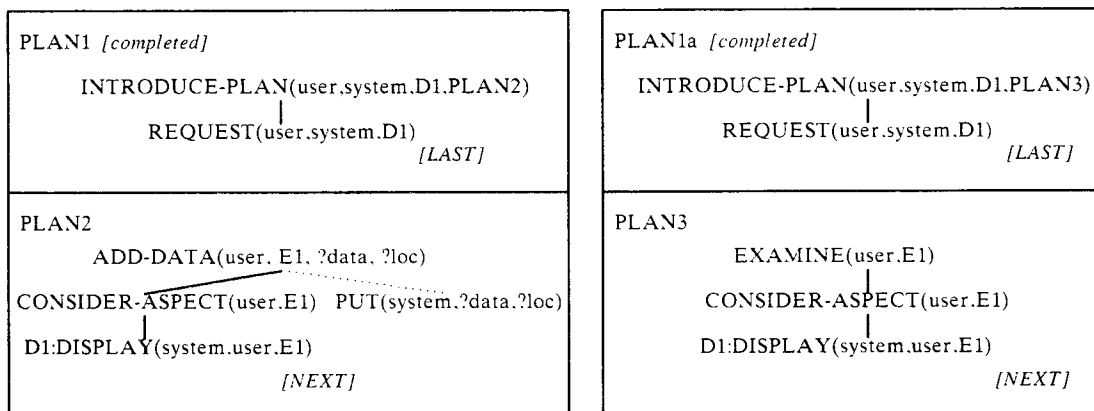 PLAN1 [completed]
INTRODUCE-PLAN(user,system,D1,PLAN2)
REQUEST(user,system,D1)
[LAST]
PLAN2
ADD-DATA(user, E1, ?data, ?loc)
CONSIDER-ASPECT(user,E1) PUT(system,?data,?loc)
D1:DISPLAY(system,user,E1)
[NEXT]
PLAN1a [completed]
INTRODUCE-PLAN(user,system,D1,PLAN3)
REQUEST(user,system,D1)
[LAST]
PLAN3
EXAMINE(user,E1)
CONSIDER-ASPECT(user,E1)
D1:DISPLAY(system,user,E1)
[NEXT]